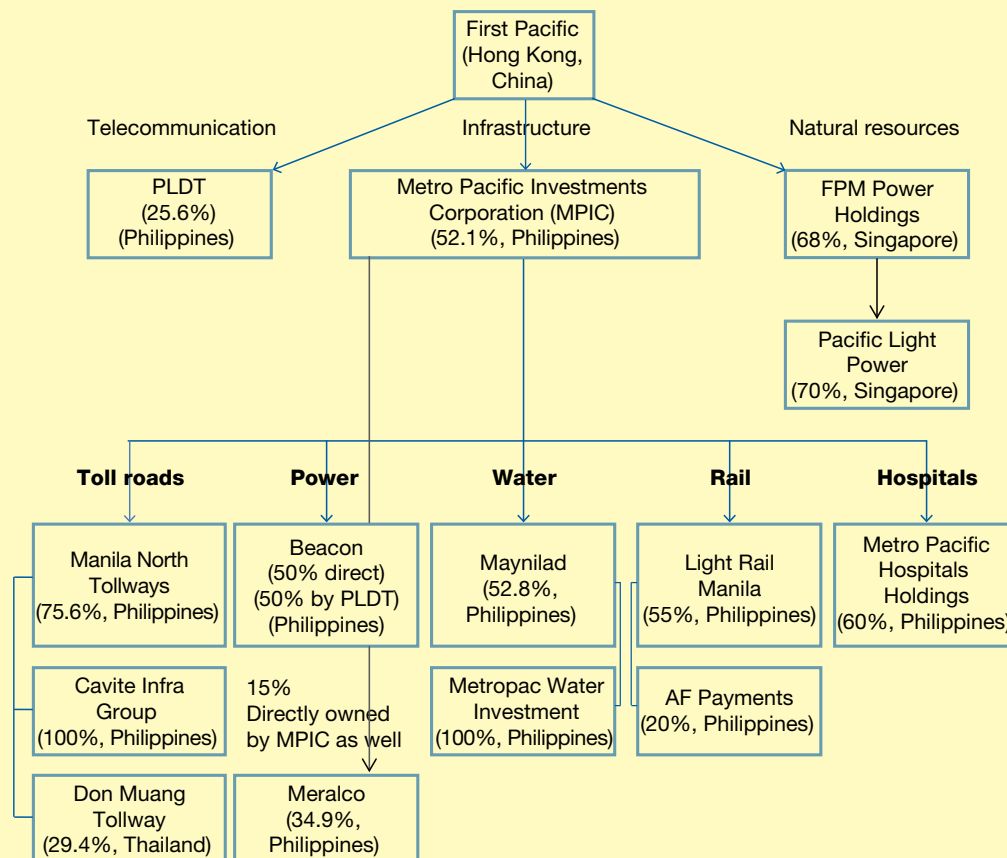 First Pacific
(Hong Kong,
China)
Telecommunication
Infrastructure
Natural resources
PLDT
(25.6%)
(Philippines)
Metro Pacific Investments
Corporation (MPIC)
(52.1%, Philippines)
FPM Power
Holdings
(68%, Singapore)
Pacific Light
Power
(70%, Singapore)
Toll roads
Power
Water
Rail
Hospitals
Manila North
Tollways
(75.6%, Philippines)
Beacon
(50% direct)
(50% by PLDT)
(Philippines)
Maynilad
(52.8%,
Philippines)
Light Rail
Manila
(55%, Philippines)
Metro Pacific
Hospitals
Holdings
(60%, Philippines)
Cavite Infra
Group
(100%, Philippines)
15%
Directly owned
by MPIC as well
Metropac Water
Investment
(100%, Philippines)
AF Payments
(20%, Philippines)
Don Muang
Tollway
(29.4%, Thailand)
Meralco
(34.9%,
Philippines)